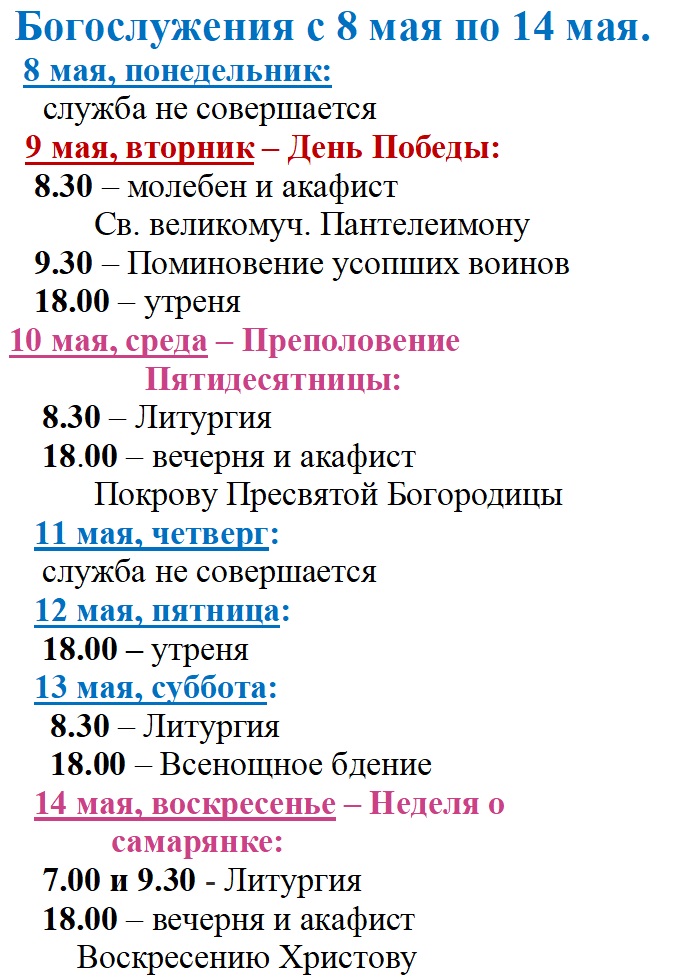 Богослужения с 8 мая по 14 мая.
8 мая, понедельник:
служба не совершается
9 мая, вторник – День Победы:
8.30 – молебен и акафист
Св. великомуч. Пантелеимону
9.30 – Поминовение усопших воинов
18.00 – утреня
10 мая, среда – Преполовение
Пятидесятницы:
8.30 – Литургия
18.00 – вечерня и акафист
Покрову Пресвятой Богородицы
11 мая, четверг:
служба не совершается
12 мая, пятница:
18.00 – утреня
13 мая, суббота:
8.30 – Литургия
18.00 – Всенощное бдение
14 мая, воскресенье – Неделя о
самарянке:
7.00 и 9.30 - Литургия
18.00 – вечерня и акафист
Воскресению Христову